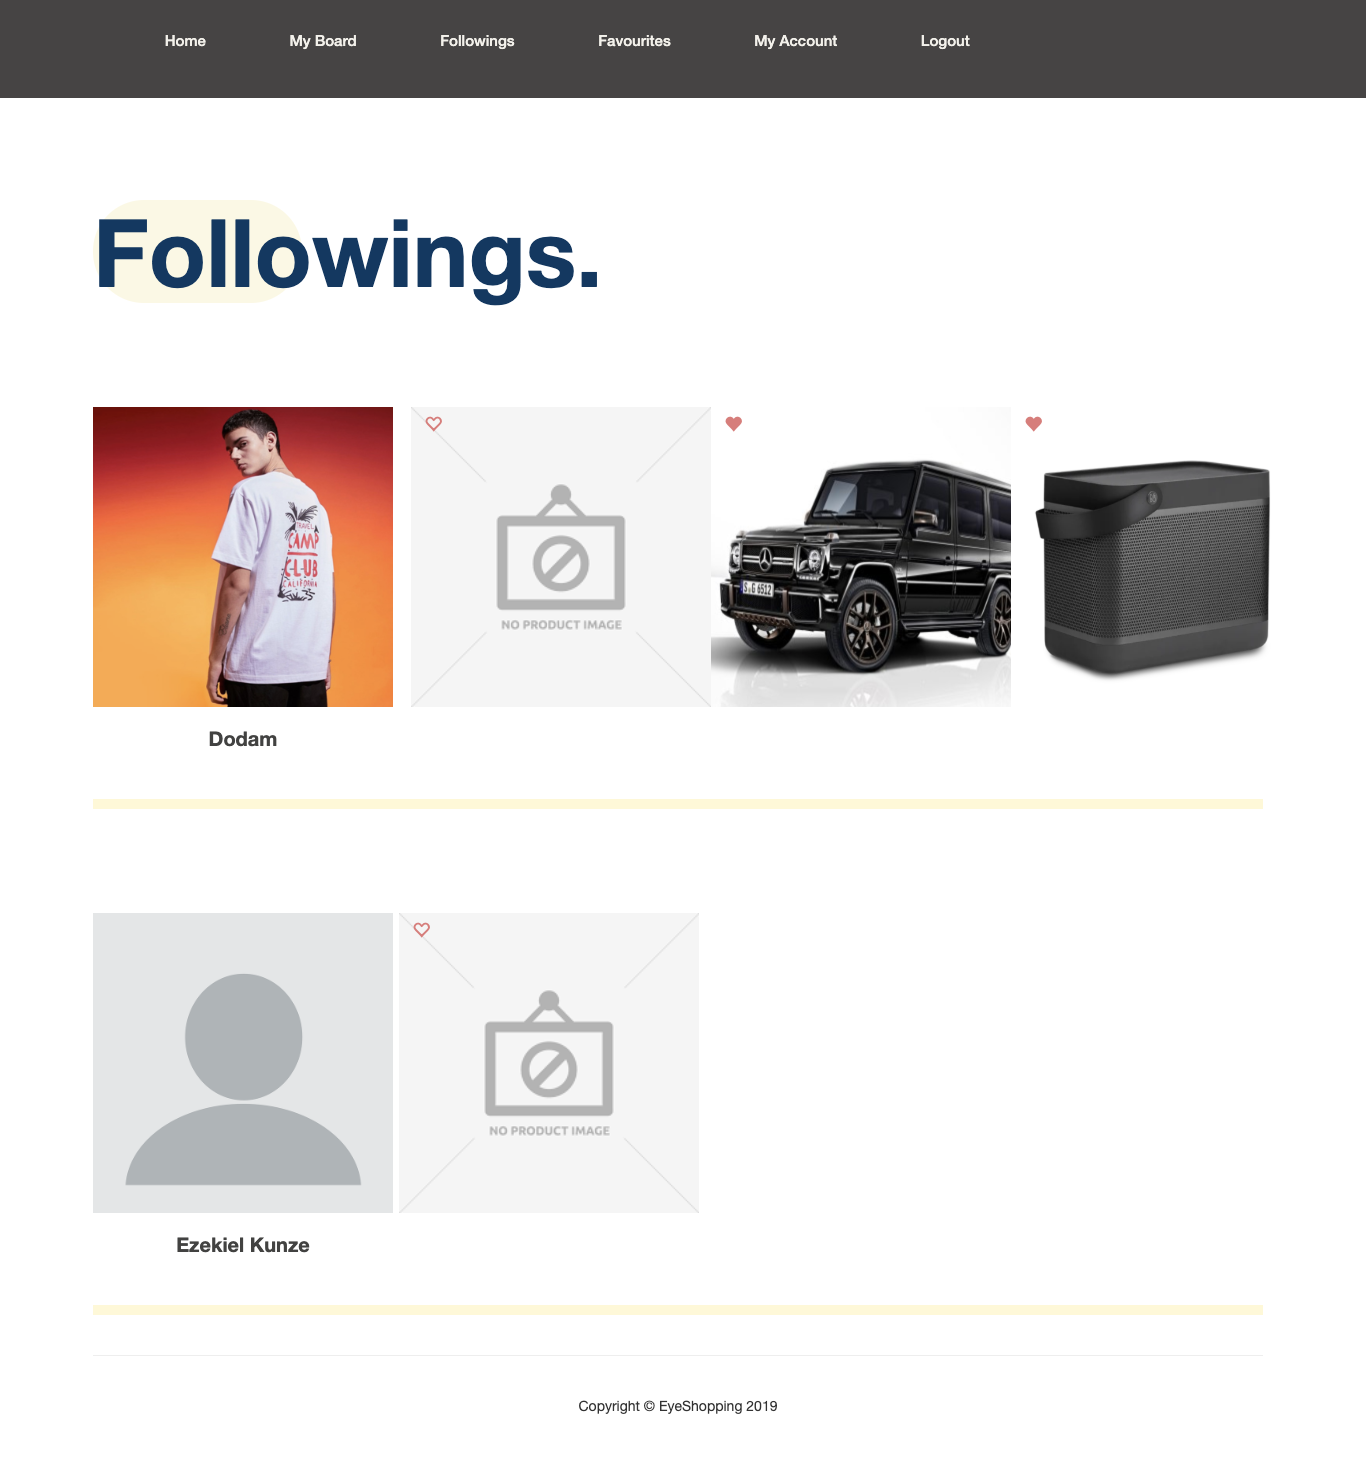 Home My Board Followings Favourites My Account Logout
Followings.
TRAVEL
CAMP
CLUB
CALIFORNIA
NO PRODUCT IMAGE
S G 6512
Dodam
NO PRODUCT IMAGE
Ezekiel Kunze
Copyright © EyeShopping 2019